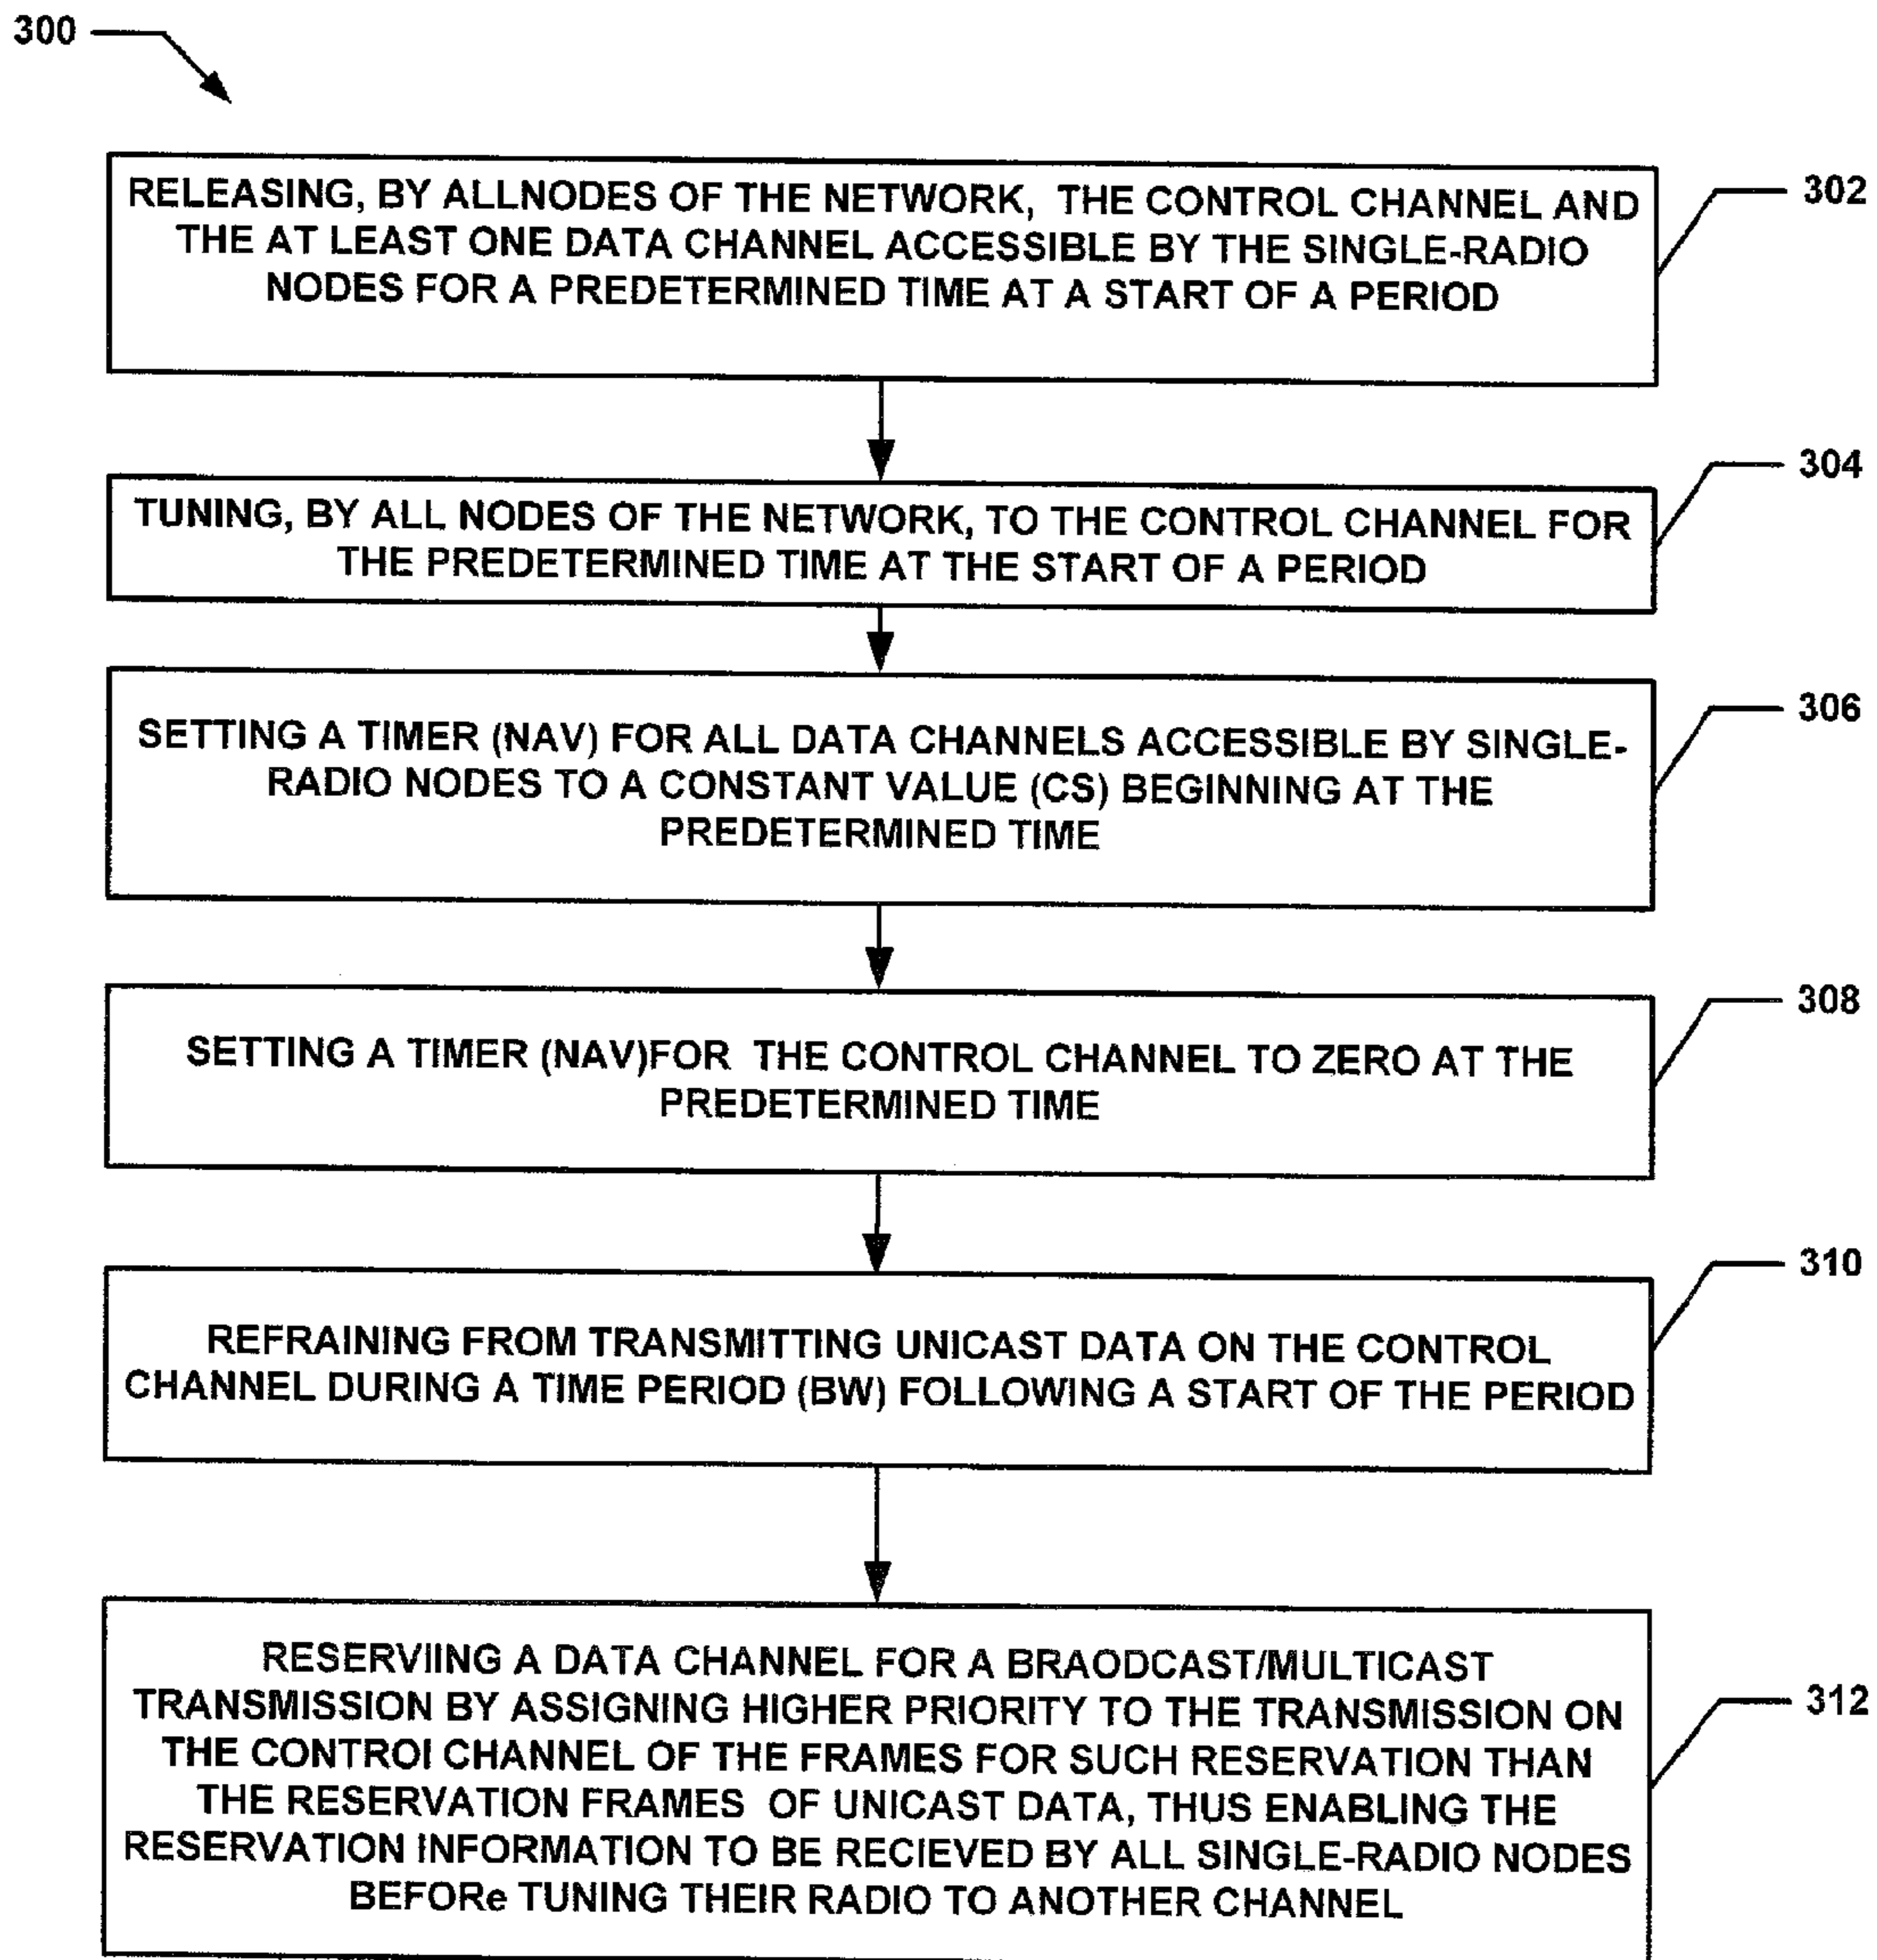 300
RELEASING, BY ALLNODES OF THE NETWORK, THE CONTROL CHANNEL AND
THE AT LEAST ONE DATA CHANNEL ACCESSIBLE BY THE SINGLE-RADIO
NODES FOR A PREDETERMINED TIME AT A START OF A PERIOD
302
TUNING, BY ALL NODES OF THE NETWORK, TO THE CONTROL CHANNEL FOR
THE PREDETERMINED TIME AT THE START OF A PERIOD
304
SETTING A TIMER (NAV) FOR ALL DATA CHANNELS ACCESSIBLE BY SINGLE-
RADIO NODES TO A CONSTANT VALUE (CS) BEGINNING AT THE
PREDETERMINED TIME
306
SETTING A TIMER (NAV)FOR THE CONTROL CHANNEL TO ZERO AT THE
PREDETERMINED TIME
308
REFRAINING FROM TRANSMITTING UNICAST DATA ON THE CONTROL
CHANNEL DURING A TIME PERIOD (BW) FOLLOWING A START OF THE PERIOD
310
RESERVIING A DATA CHANNEL FOR A BRAODCAST/MULTICAST
TRANSMISSION BY ASSIGNING HIGHER PRIORITY TO THE TRANSMISSION ON
THE CONTROl CHANNEL OF THE FRAMES FOR SUCH RESERVATION THAN
THE RESERVATION FRAMES OF UNICAST DATA, THUS ENABLING THE
RESERVATION INFORMATION TO BE RECIEVED BY ALL SINGLE-RADIO NODES
BEFORe TUNING THEIR RADIO TO ANOTHER CHANNEL
312